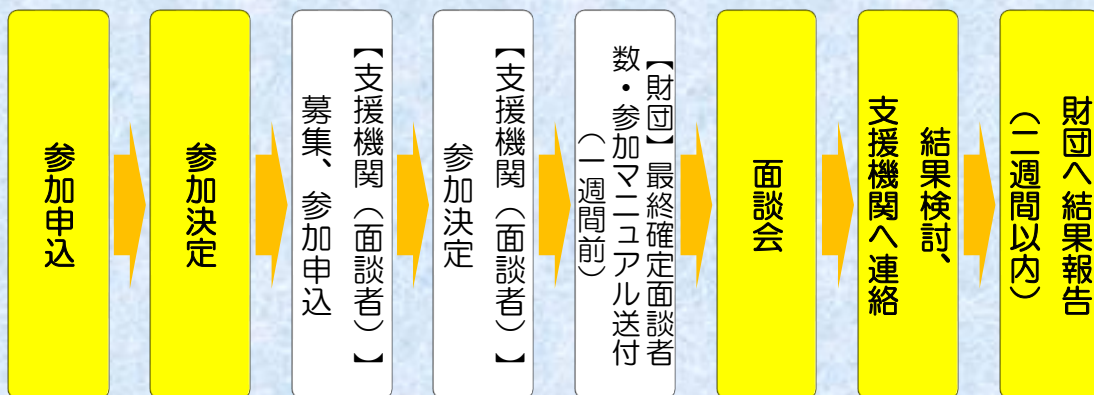 参加申込
参加決定
【支援機関（面談者）】
募集、参加申込
【支援機関（面談者）】
参加決定
【財団】最終確定面談者
数・参加マニュアル送付
（一週間前）
面談会
結果検討、
支援機関へ連絡
財団へ結果報告
（二週間以内）